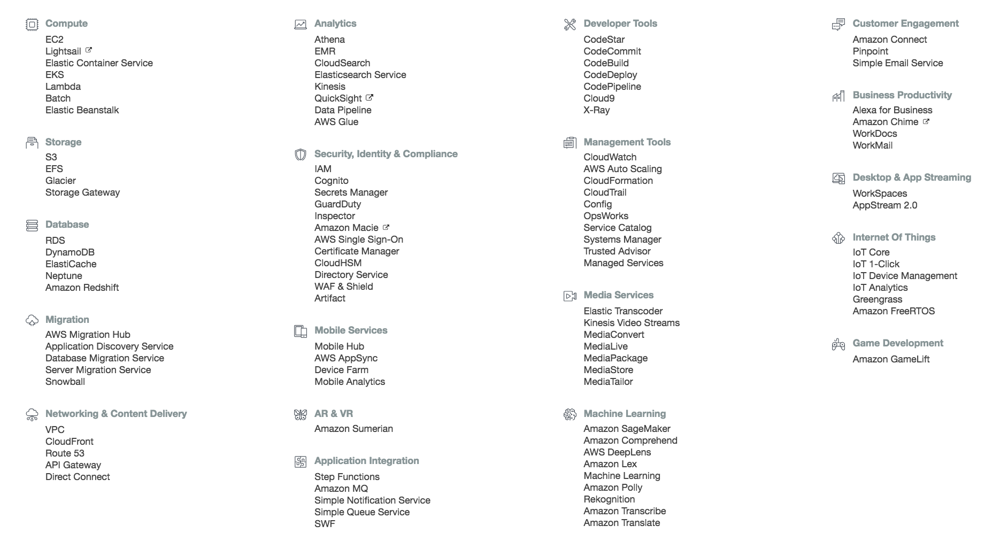 Compute
EC2
Lightsail
Elastic Container Service
EKS
Lambda
Batch
Elastic Beanstalk
Storage
S3
EFS
Glacier
Storage Gateway
Database
RDS
DynamoDB
ElastiCache
Neptune
Amazon Redshift
Migration
AWS Migration Hub
Application Discovery Service
Database Migration Service
Server Migration Service
Snowball
Networking & Content Delivery
VPC
CloudFront
Route 53
API Gateway
Direct Connect
Analytics
Athena
EMR
CloudSearch
Elasticsearch Service
Kinesis
QuickSight
Data Pipeline
AWS Glue
Security, Identity & Compliance
IAM
Cognito
Secrets Manager
GuardDuty
Inspector
Amazon Macie
AWS Single Sign-On
Certificate Manager
CloudHSM
Directory Service
WAF & Shield
Artifact
Mobile Services
Mobile Hub
AWS AppSync
Device Farm
Mobile Analytics
AR & VR
Amazon Sumerian
Application Integration
Step Functions
Amazon MQ
Simple Notification Service
Simple Queue Service
SWF
Developer Tools
CodeStar
CodeCommit
CodeBuild
CodeDeploy
CodePipeline
Cloud9
X-Ray
Management Tools
CloudWatch
AWS Auto Scaling
CloudFormation
CloudTrail
Config
OpsWorks
Service Catalog
Systems Manager
Trusted Advisor
Managed Services
Media Services
Elastic Transcoder
Kinesis Video Streams
MediaConvert
MediaLive
MediaPackage
MediaStore
MediaTailor
Machine Learning
Amazon SageMaker
Amazon Comprehend
AWS DeepLens
Amazon Lex
Machine Learning
Amazon Polly
Rekognition
Amazon Transcribe
Amazon Translate
Customer Engagement
Amazon Connect
Pinpoint
Simple Email Service
Business Productivity
Alexa for Business
Amazon Chime
WorkDocs
WorkMail
Desktop & App Streaming
WorkSpaces
AppStream 2.0
Internet Of Things
IoT Core
IoT 1-Click
IoT Device Management
IoT Analytics
Greengrass
Amazon FreeRTOS
Game Development
Amazon GameLift